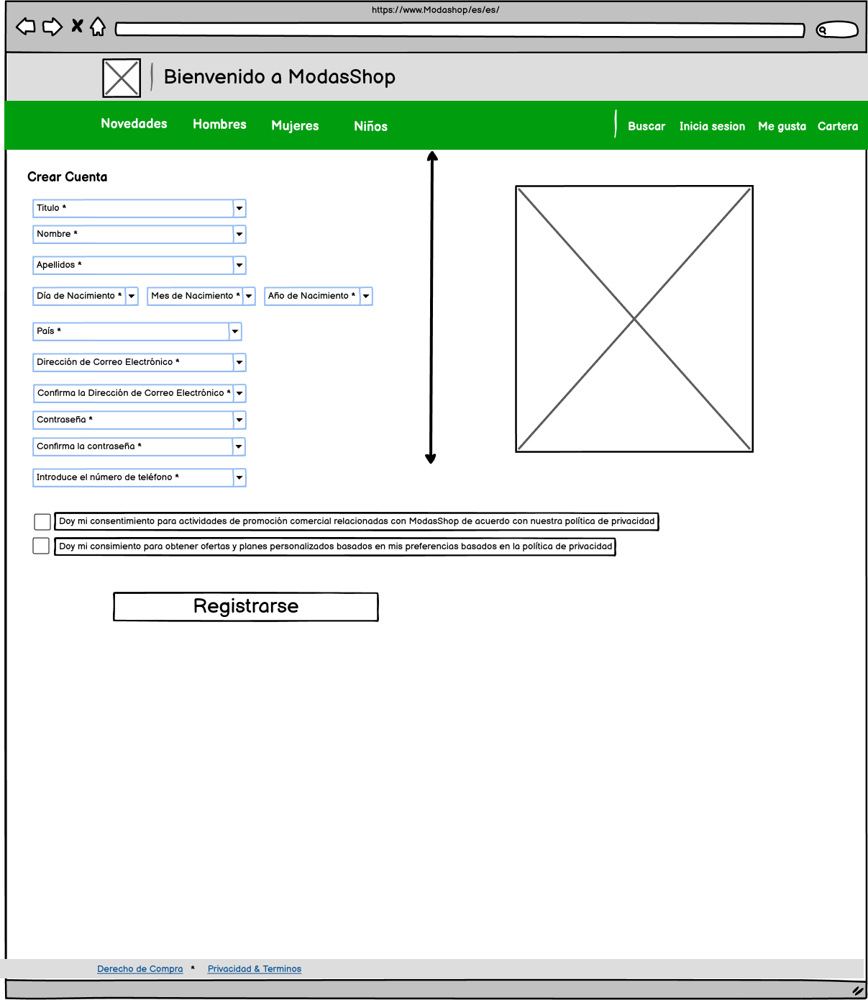 https://www.Modashop/es/es/
Bienvenido a ModasShop
Novedades Hombres Mujeres Niños Buscar Inicia sesion Me gusta Cartera
Crear Cuenta
Titulo *
Nombre *
Apellidos *
Día de Nacimiento * Mes de Nacimiento * Año de Nacimiento *
País *
Dirección de Correo Electrónico *
Confirma la Dirección de Correo Electrónico *
Contraseña *
Confirma la contraseña *
Introduce el número de teléfono *
Doy mi consentimiento para actividades de promoción comercial relacionadas con ModasShop de acuerdo con nuestra política de privacidad
Doy mi consimiento para obtener ofertas y planes personalizados basados en mis preferencias basados en la política de privacidad
Registrarse
Derecho de Compra * Privacidad & Terminos